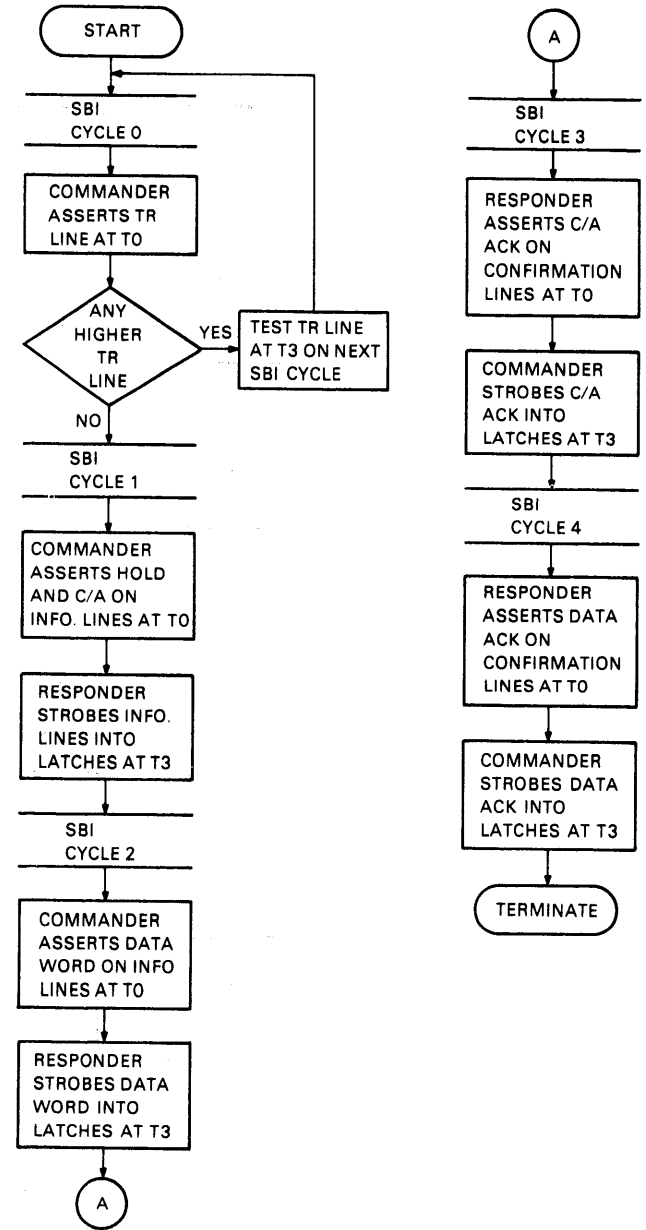 START
SBI
CYCLE 0
COMMANDER
ASSERTS TR
LINE AT T0
ANY
HIGHER
TR
LINE
YES
TEST TR LINE
AT T3 ON NEXT
SBI CYCLE
NO
SBI
CYCLE 1
COMMANDER
ASSERTS HOLD
AND C/A ON
INFO. LINES AT T0
RESPONDER
STROBES INFO.
LINES INTO
LATCHES AT T3
SBI
CYCLE 2
COMMANDER
ASSERTS DATA
WORD ON INFO
LINES AT T0
RESPONDER
STROBES DATA
WORD INTO
LATCHES AT T3
A
A
SBI
CYCLE 3
RESPONDER
ASSERTS C/A
ACK ON
CONFIRMATION
LINES AT T0
COMMANDER
STROBES C/A
ACK INTO
LATCHES AT T3
SBI
CYCLE 4
RESPONDER
ASSERTS DATA
ACK ON
CONFIRMATION
LINES AT T0
COMMANDER
STROBES DATA
ACK INTO
LATCHES AT T3
TERMINATE